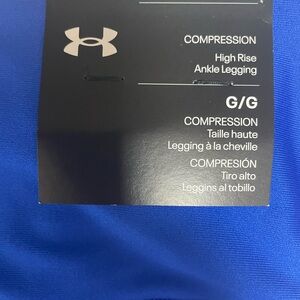 COMPRESSION
High Rise
Ankle Legging
G/G
COMPRESSION
Taille haute
Legging à la cheville
COMPRESIÓN
Tiro alto
Leggins al tobillo